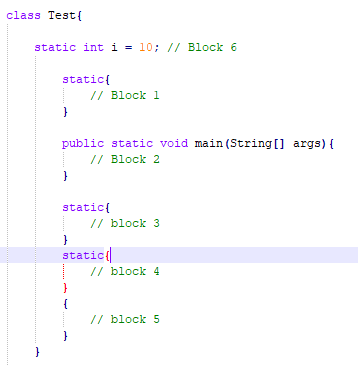 class Test{
static int i = 10; // Block 6
static{
// Block 1
}
public static void main(String[] args){
// Block 2
}
static{
// block 3
}
static{
// block 4
}
{
// block 5
}
}